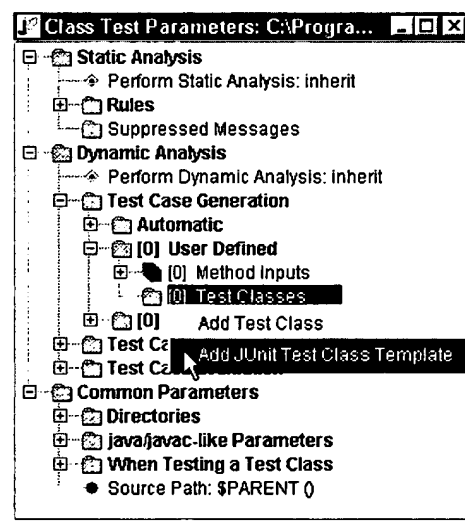 Class Test Parameters: C:\Progra...
Static Analysis
Perform Static Analysis: inherit
Rules
Suppressed Messages
Dynamic Analysis
Perform Dynamic Analysis: inherit
Test Case Generation
Automatic
[0] User Defined
[0] Method Inputs
[0] Test Classes
[0] Add Test Class
Test Ca Add JUnit Test Class Template
Test Ca
Common Parameters
Directories
java/javac-like Parameters
When Testing a Test Class
Source Path: $PARENT ()